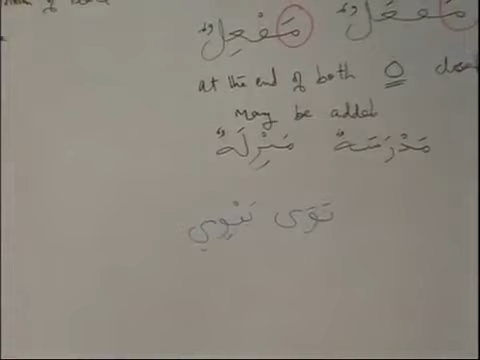 مَفْعَلٌ مَفْعِلٌ
at the end of both ة
may be added
مَدْرَسَةٌ مَنْزِلَةٌ
نَوَى يَنْوِي